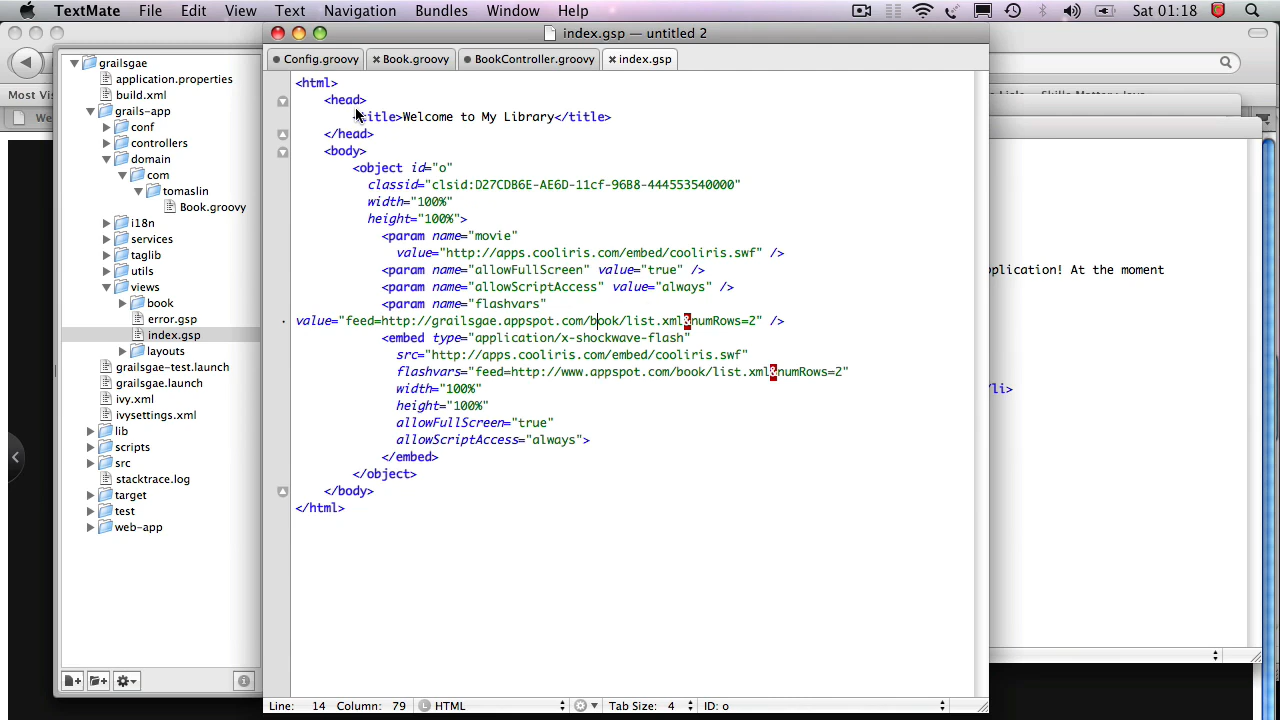 TextMate File Edit View Text Navigation Bundles Window Help Sat 01:18
index.gsp — untitled 2
Config.groovy Book.groovy BookController.groovy index.gsp
Most Vis
We
grailsgae
application.properties
build.xml
grails-app
conf
controllers
domain
com
tomaslin
Book.groovy
i18n
services
taglib
utils
views
book
error.gsp
index.gsp
layouts
grailsgae-test.launch
grailsgae.launch
ivy.xml
ivysettings.xml
lib
scripts
src
stacktrace.log
target
test
web-app
<html>
<head>
title>Welcome to My Library</title>
</head>
<body>
<object id="o"
classid="clsid:D27CDB6E-AE6D-11cf-96B8-444553540000"
width="100%"
height="100%">
<param name="movie"
value="http://apps.cooliris.com/embed/cooliris.swf" />
<param name="allowFullScreen" value="true" />
<param name="allowScriptAccess" value="always" />
<param name="flashvars"
value="feed=http://grailsgae.appspot.com/book/list.xml&numRows=2" />
<embed type="application/x-shockwave-flash"
src="http://apps.cooliris.com/embed/cooliris.swf"
flashvars="feed=http://www.appspot.com/book/list.xml&numRows=2"
width="100%"
height="100%"
allowFullScreen="true"
allowScriptAccess="always">
</embed>
</object>
</body>
</html>
plication! At the moment
</li>
Line: 14 Column: 79 HTML Tab Size: 4 ID: o